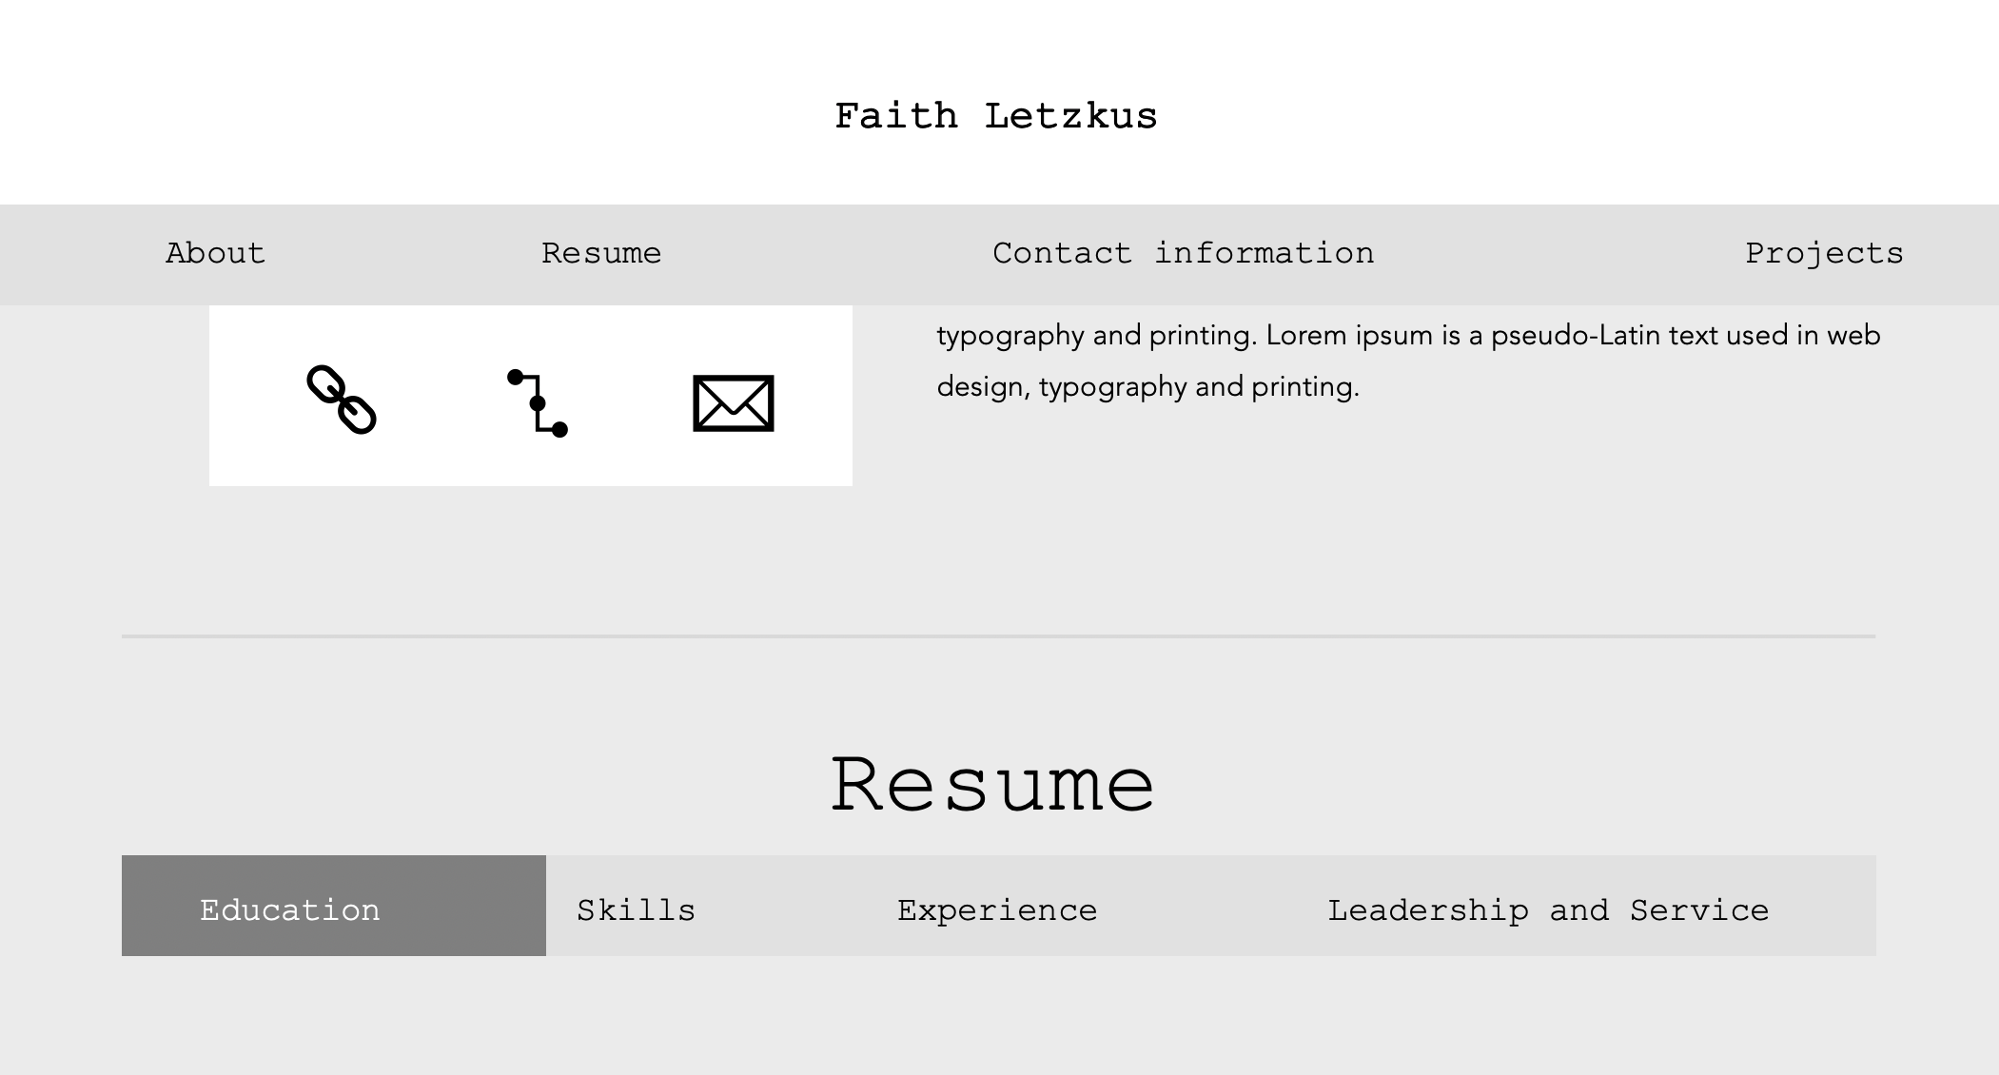 Faith Letzkus
About Resume Contact information Projects
typography and printing. Lorem ipsum is a pseudo-Latin text used in web
design, typography and printing.
Resume
Education Skills Experience Leadership and Service